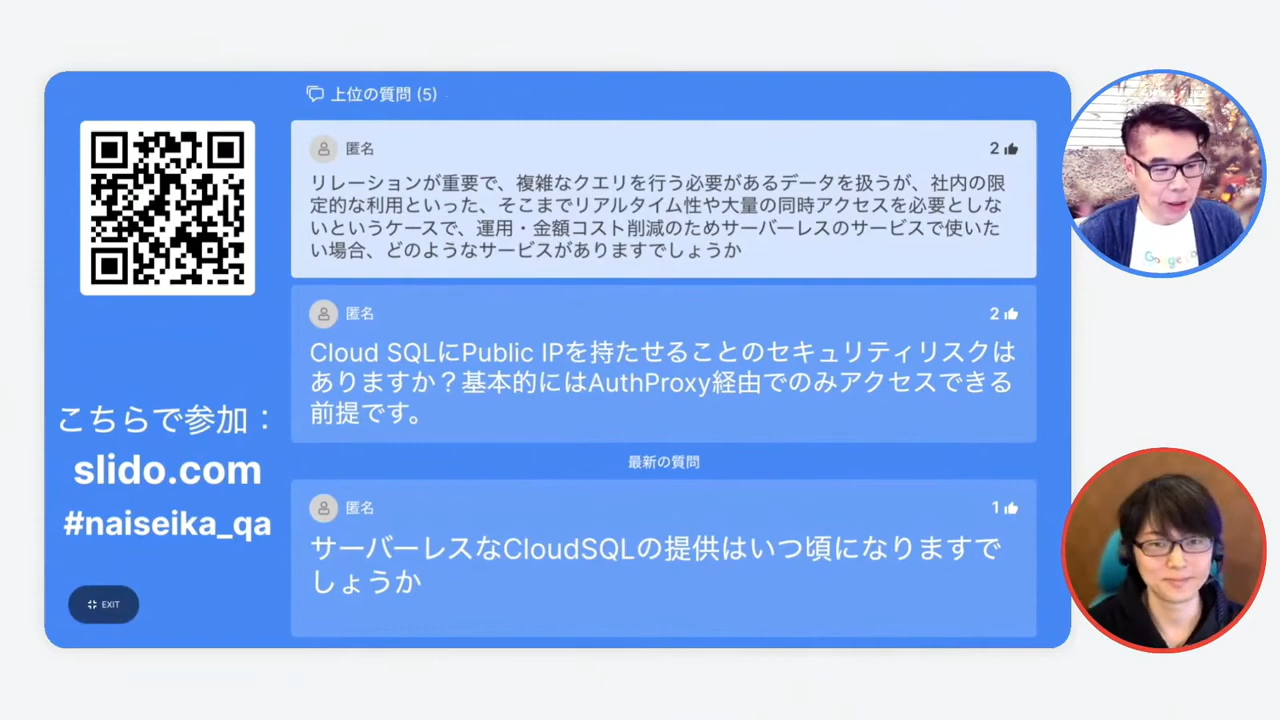 上位の質問 (5)
匿名
2
リレーションが重要で、複雑なクエリを行う必要があるデータを扱うが、社内の限
定的な利用といった、そこまでリアルタイム性や大量の同時アクセスを必要としな
いというケースで、運用・金額コスト削減のためサーバーレスのサービスで使いた
い場合、どのようなサービスがありますでしょうか
匿名
2
Cloud SQLにPublic IPを持たせることのセキュリティリスクは
ありますか？基本的にはAuthProxy経由でのみアクセスできる
前提です。
最新の質問
匿名
1
サーバーレスなCloudSQLの提供はいつ頃になりますで
しょうか
こちらで参加：
slido.com
#naiseika_qa
EXIT
Google